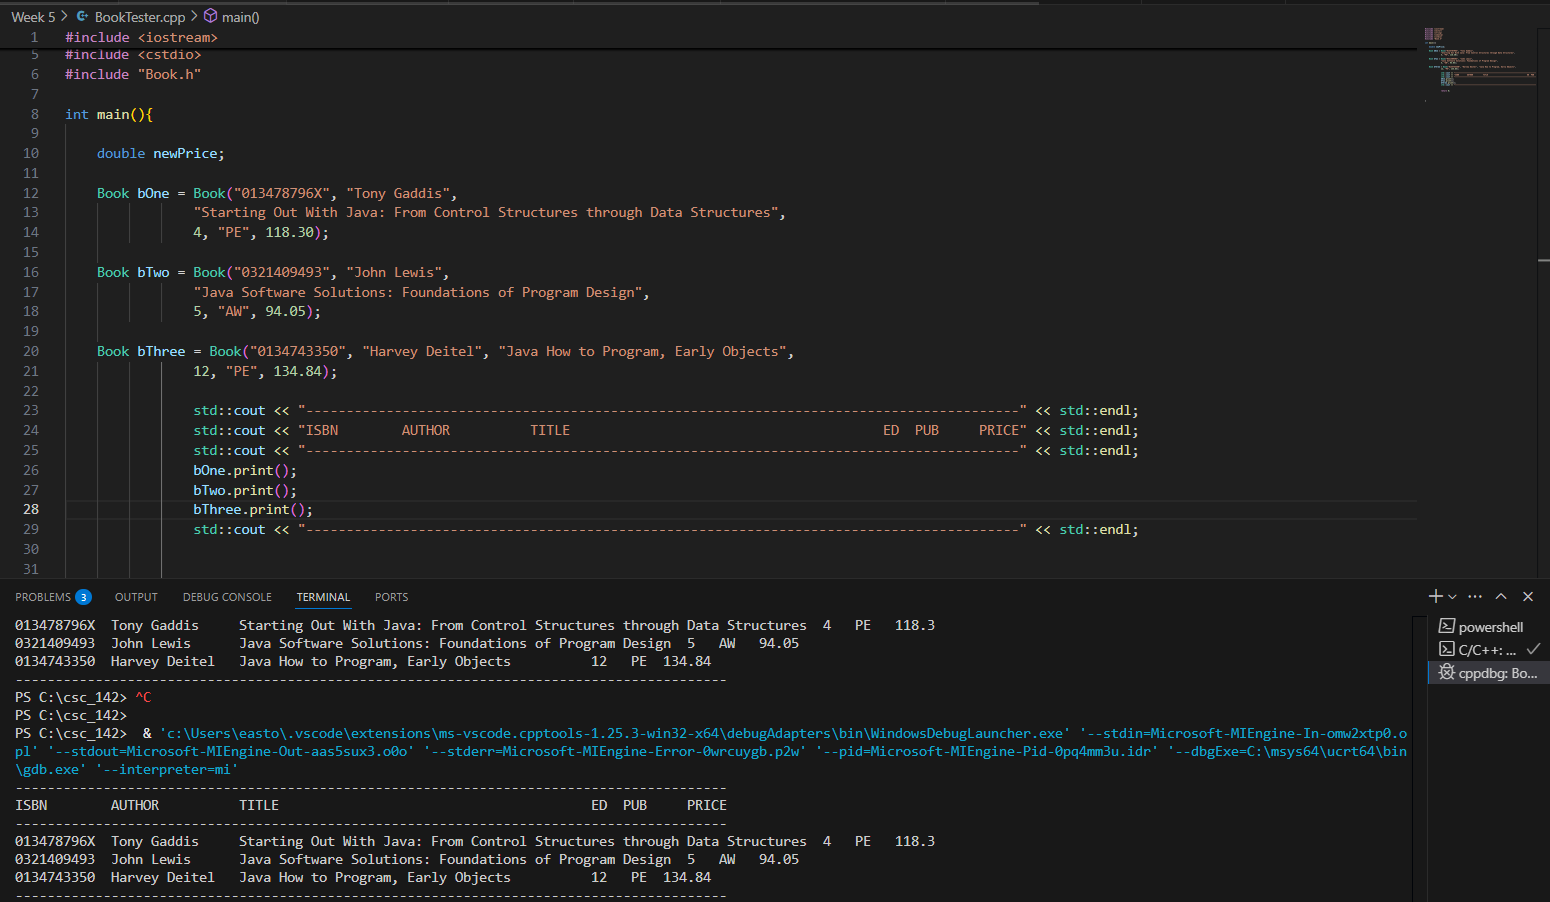 Week 5 > BookTester.cpp > main()
1 #include <iostream>
5 #include <cstdio>
6 #include "Book.h"
7
8 int main(){
9
10 double newPrice;
11
12 Book bOne = Book("013478796X", "Tony Gaddis",
13 "Starting Out With Java: From Control Structures through Data Structures",
14 4, "PE", 118.30);
15
16 Book bTwo = Book("0321409493", "John Lewis",
17 "Java Software Solutions: Foundations of Program Design",
18 5, "AW", 94.05);
19
20 Book bThree = Book("0134743350", "Harvey Deitel", "Java How to Program, Early Objects",
21 12, "PE", 134.84);
22
23 std::cout << "-----------------------------------------------------------------------------------------" << std::endl;
24 std::cout << "ISBN        AUTHOR          TITLE                                       ED  PUB     PRICE" << std::endl;
25 std::cout << "-----------------------------------------------------------------------------------------" << std::endl;
26 bOne.print();
27 bTwo.print();
28 bThree.print();
29 std::cout << "-----------------------------------------------------------------------------------------" << std::endl;
30
31
PROBLEMS 3 OUTPUT DEBUG CONSOLE TERMINAL PORTS
013478796X  Tony Gaddis     Starting Out With Java: From Control Structures through Data Structures  4   PE   118.3
0321409493  John Lewis      Java Software Solutions: Foundations of Program Design  5   AW   94.05
0134743350  Harvey Deitel   Java How to Program, Early Objects          12   PE  134.84
-----------------------------------------------------------------------------------------
PS C:\csc_142> ^C
PS C:\csc_142>
PS C:\csc_142>  & 'c:\Users\easto\.vscode\extensions\ms-vscode.cpptools-1.25.3-win32-x64\debugAdapters\bin\WindowsDebugLauncher.exe' '--stdin=Microsoft-MIEngine-In-omw2xtp0.o
pl' '--stdout=Microsoft-MIEngine-Out-aas5sux3.o0o' '--stderr=Microsoft-MIEngine-Error-0wrcuygb.p2w' '--pid=Microsoft-MIEngine-Pid-0pq4mm3u.idr' '--dbgExe=C:\msys64\ucrt64\bin
\gdb.exe' '--interpreter=mi'
-----------------------------------------------------------------------------------------
ISBN        AUTHOR          TITLE                                       ED  PUB     PRICE
-----------------------------------------------------------------------------------------
013478796X  Tony Gaddis     Starting Out With Java: From Control Structures through Data Structures  4   PE   118.3
0321409493  John Lewis      Java Software Solutions: Foundations of Program Design  5   AW   94.05
0134743350  Harvey Deitel   Java How to Program, Early Objects          12   PE  134.84
-----------------------------------------------------------------------------------------
powershell
C/C++: ...
cppdbg: Bo...